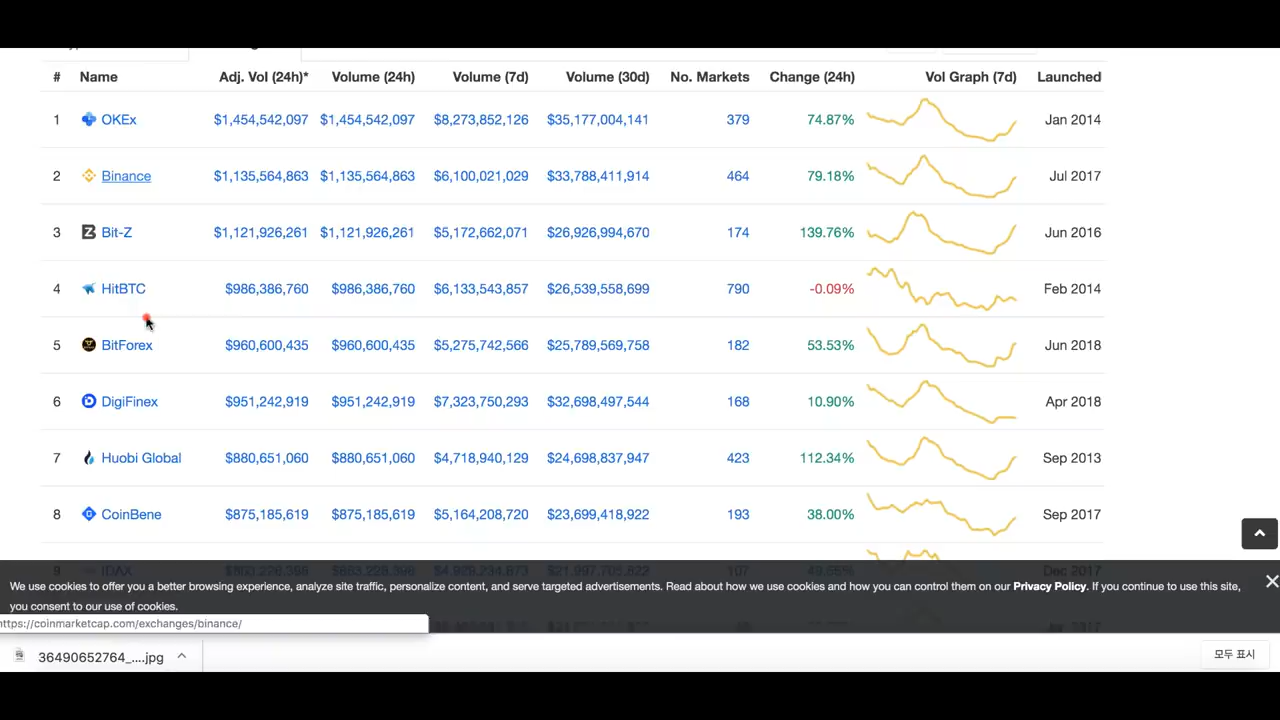 # Name Adj. Vol (24h)* Volume (24h) Volume (7d) Volume (30d) No. Markets Change (24h) Vol Graph (7d) Launched
1 OKEx $1,454,542,097 $1,454,542,097 $8,273,852,126 $35,177,004,141 379 74.87% Jan 2014
2 Binance $1,135,564,863 $1,135,564,863 $6,100,021,029 $33,788,411,914 464 79.18% Jul 2017
3 Bit-Z $1,121,926,261 $1,121,926,261 $5,172,662,071 $26,926,994,670 174 139.76% Jun 2016
4 HitBTC $986,386,760 $986,386,760 $6,133,543,857 $26,539,558,699 790 -0.09% Feb 2014
5 BitForex $960,600,435 $960,600,435 $5,275,742,566 $25,789,569,758 182 53.53% Jun 2018
6 DigiFinex $951,242,919 $951,242,919 $7,323,750,293 $32,698,497,544 168 10.90% Apr 2018
7 Huobi Global $880,651,060 $880,651,060 $4,718,940,129 $24,698,837,947 423 112.34% Sep 2013
8 CoinBene $875,185,619 $875,185,619 $5,164,208,720 $23,699,418,922 193 38.00% Sep 2017
9 IDAX 107 Dec 2017
We use cookies to offer you a better browsing experience, analyze site traffic, personalize content, and serve targeted advertisements. Read about how we use cookies and how you can control them on our Privacy Policy. If you continue to use this site,
you consent to our use of cookies.
https://coinmarketcap.com/exchanges/binance/
36490652764_....jpg 모두 표시